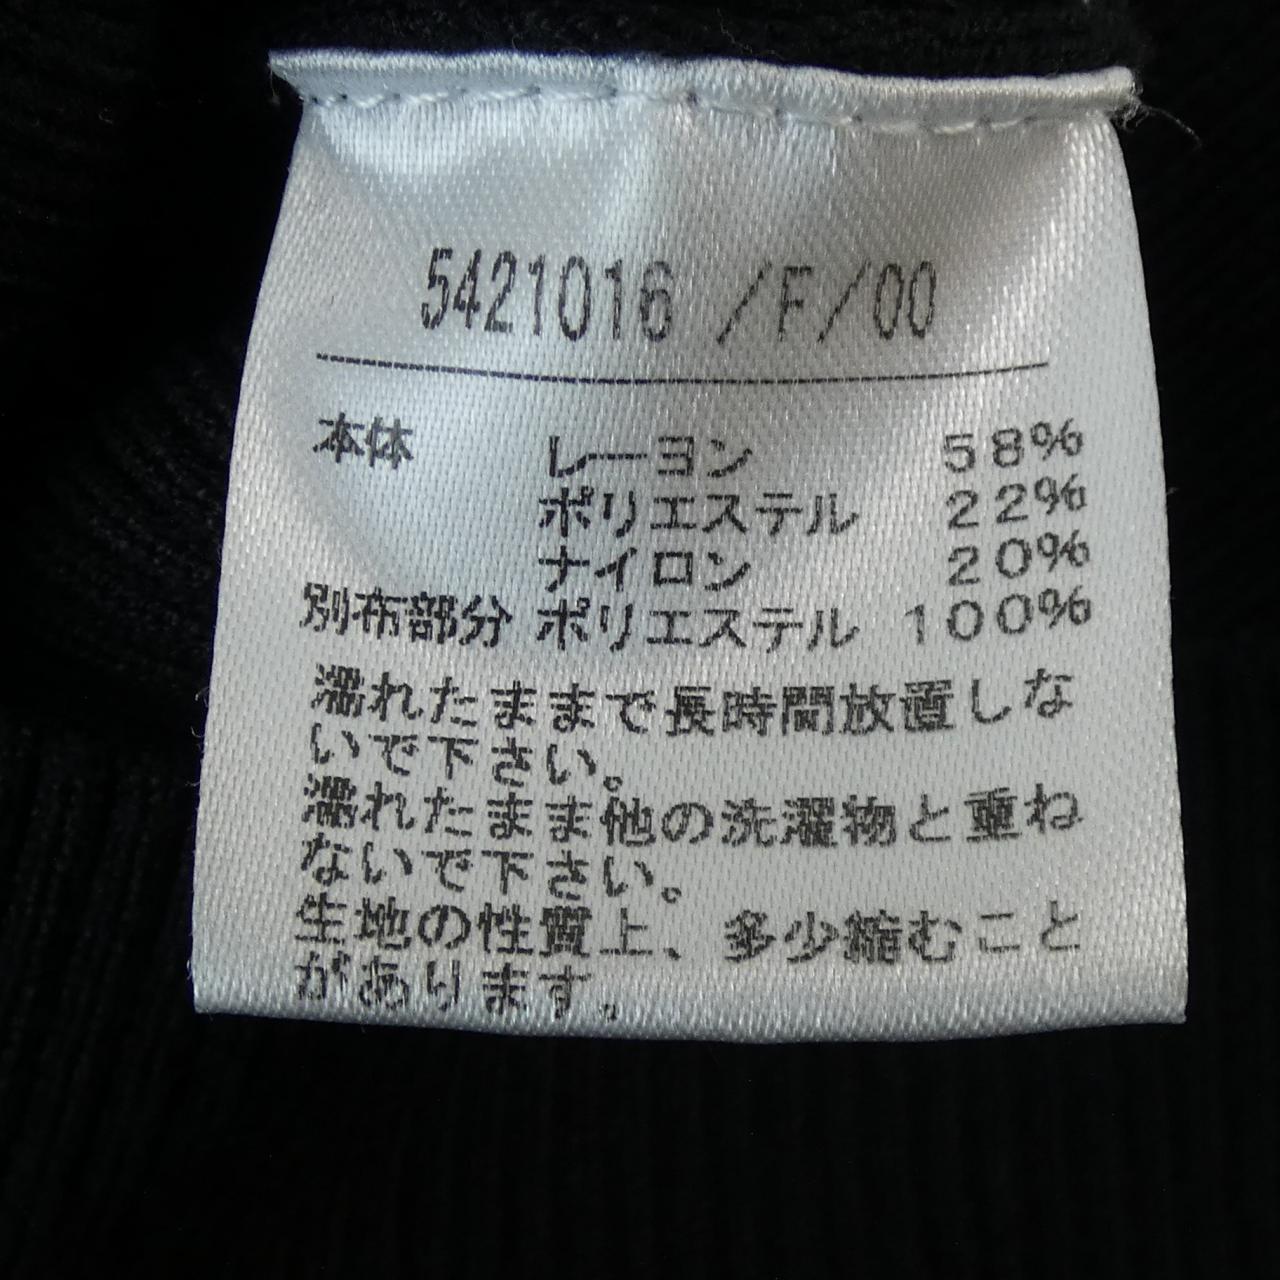 5421016 /F/00
本体 レーヨン 58%
ポリエステル 22%
ナイロン 20%
別布部分 ポリエステル 100%
濡れたままで長時間放置しな
いで下さい。
濡れたまま他の洗濯物と重ね
ないで下さい。
生地の性質上、多少縮むこと
があります。